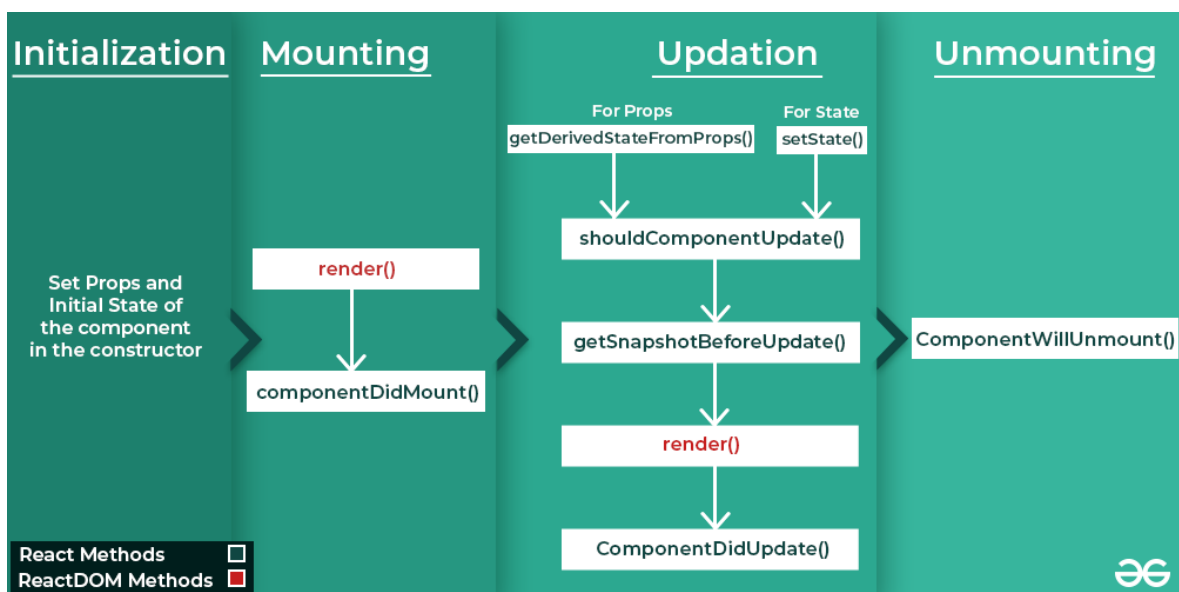 Initialization
Set Props and
Initial State of
the component
in the constructor
Mounting
render()
componentDidMount()
Updation
For Props
getDerivedStateFromProps()
For State
setState()
shouldComponentUpdate()
getSnapshotBeforeUpdate()
render()
ComponentDidUpdate()
Unmounting
ComponentWillUnmount()
React Methods
ReactDOM Methods